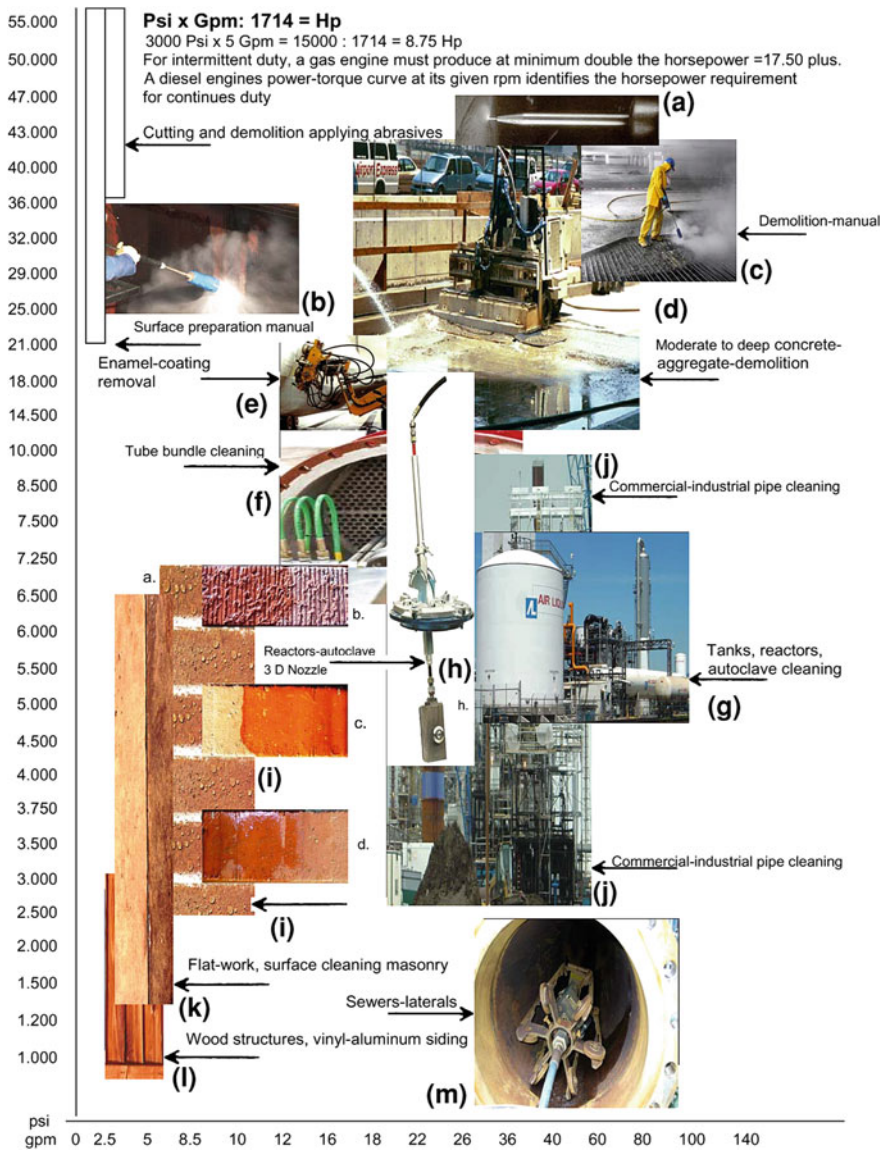 Psi x Gpm: 1714 = Hp
3000 Psi x 5 Gpm = 15000 : 1714 = 8.75 Hp
For intermittent duty, a gas engine must produce at minimum double the horsepower =17.50 plus.
A diesel engines power-torque curve at its given rpm identifies the horsepower requirement
for continues duty
55.000
50.000
47.000
43.000
40.000
36.000
32.000
29.000
25.000
21.000
18.000
14.500
10.000
8.500
7.500
7.250
6.500
6.000
5.500
5.000
4.500
4.000
3.750
3.500
3.000
2.500
2.000
1.500
1.200
1.000
(a)
Cutting and demolition applying abrasives
Airport Express
Demolition-manual
(c)
(b)
(d)
Surface preparation manual
Enamel-coating
removal
(e)
Moderate to deep concrete-
aggregate-demolition
Tube bundle cleaning
(f)
(j)
Commercial-industrial pipe cleaning
a.
b.
AIR LIQUIDE
Reactors-autoclave
3 D Nozzle
(h)
h.
Tanks, reactors,
autoclave cleaning
(g)
c.
(i)
d.
Commercial-industrial pipe cleaning
(j)
(i)
Flat-work, surface cleaning masonry
(k)
Sewers-laterals
Wood structures, vinyl-aluminum siding
(l)
(m)
psi
gpm 0 2.5 5 8.5 10 12 16 18 22 26 36 40 60 80 100 140